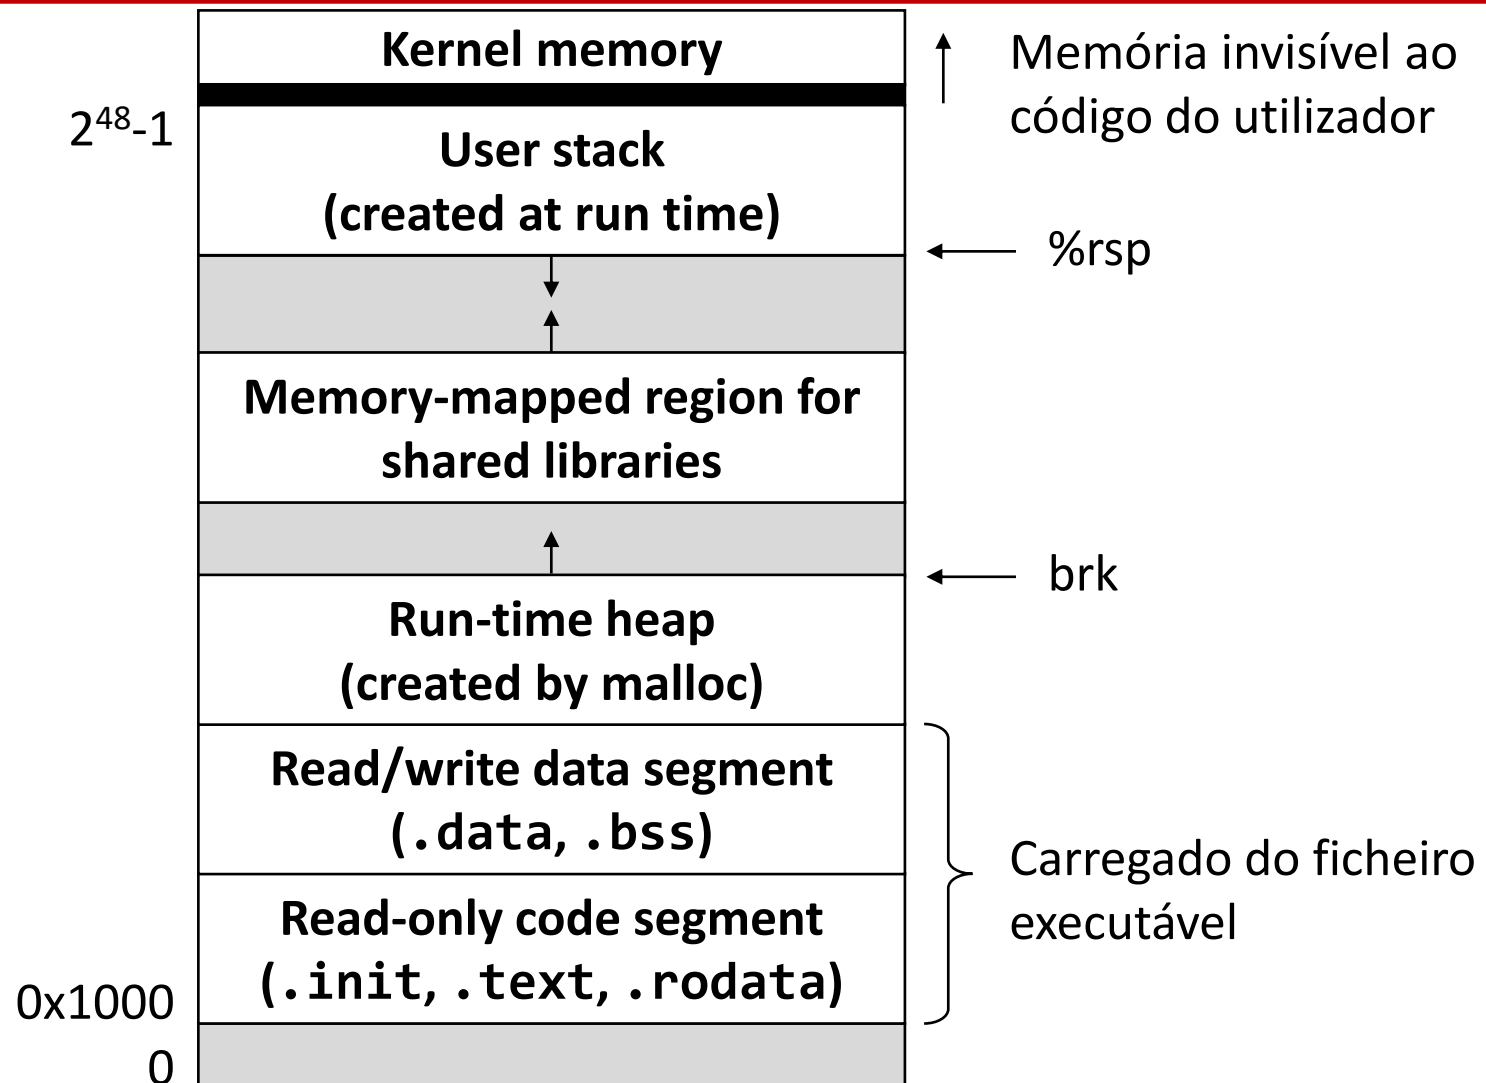 Kernel memory
Memória invisível ao
código do utilizador
2⁴⁸-1
User stack
(created at run time)
%rsp
Memory-mapped region for
shared libraries
brk
Run-time heap
(created by malloc)
Read/write data segment
(.data, .bss)
Carregado do ficheiro
executável
Read-only code segment
(.init, .text, .rodata)
0x1000
0